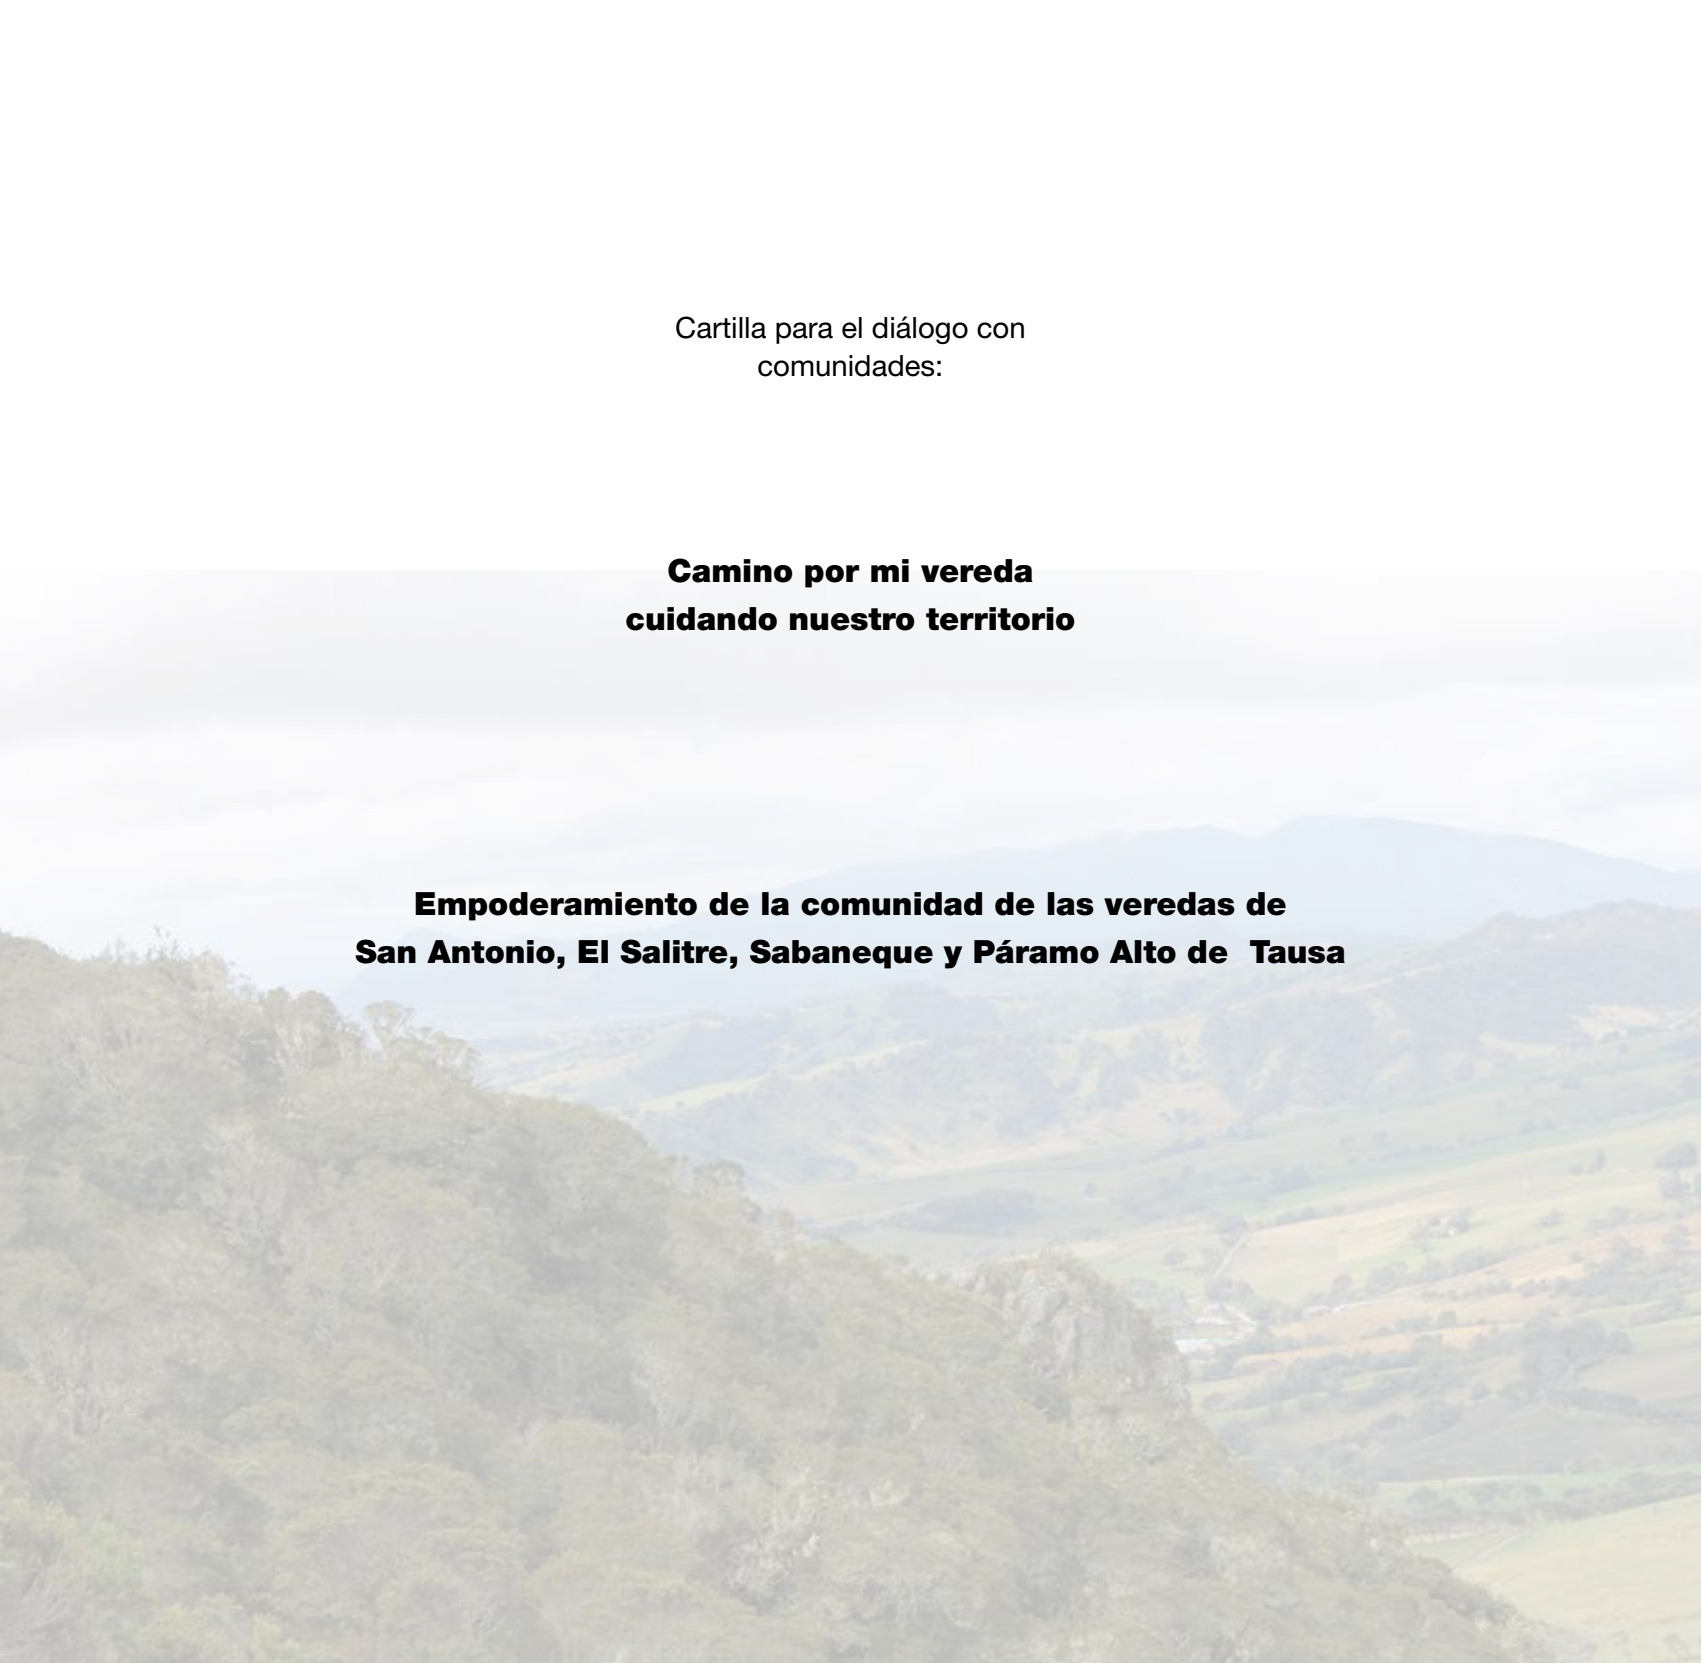 Cartilla para el diálogo con
comunidades:
Camino por mi vereda
cuidando nuestro territorio
Empoderamiento de la comunidad de las veredas de
San Antonio, El Salitre, Sabaneque y Páramo Alto de  Tausa